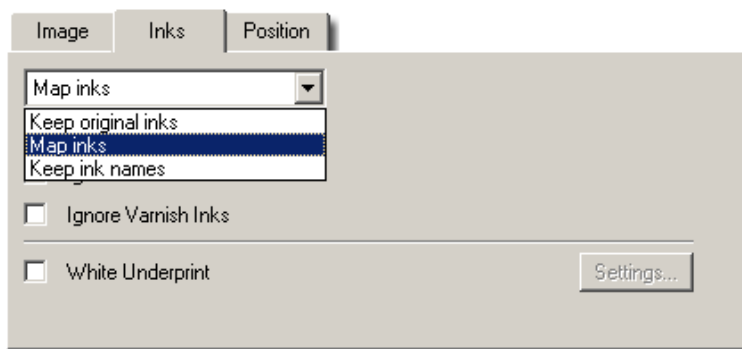 Image Inks Position
Map inks
Keep original inks
Map inks
Keep ink names
Ignore Varnish Inks
White Underprint Settings...